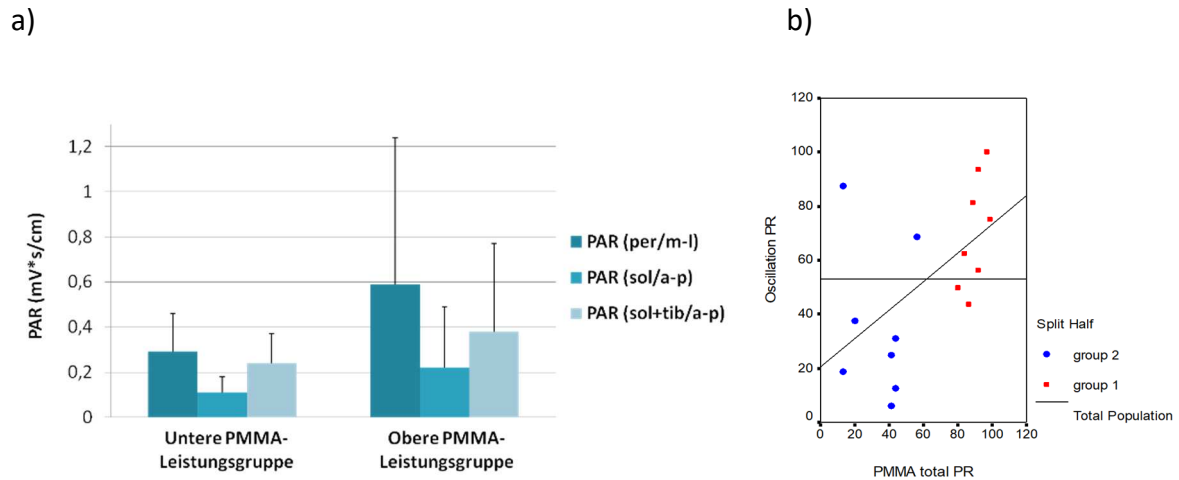 a)
PAR (mV*s/cm)
1,2
1
0,8
0,6
0,4
0,2
0
Untere PMMA-
Leistungsgruppe
Obere PMMA-
Leistungsgruppe
PAR (per/m-l)
PAR (sol/a-p)
PAR (sol+tib/a-p)
b)
Oscillation PR
120
100
80
60
40
20
0
0 20 40 60 80 100 120
PMMA total PR
Split Half
group 2
group 1
Total Population